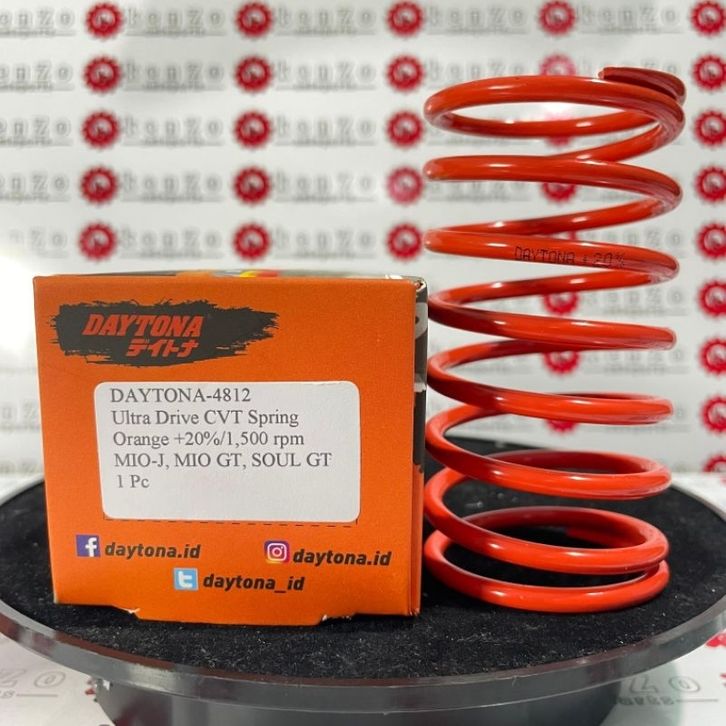 DAYTONA
デイトナ
DAYTONA-4812
Ultra Drive CVT Spring
Orange +20%/1,500 rpm
MIO-J, MIO GT, SOUL GT
1 Pc
daytona.id
daytona.id
daytona_id
DAYTONA + 20%
kenzo